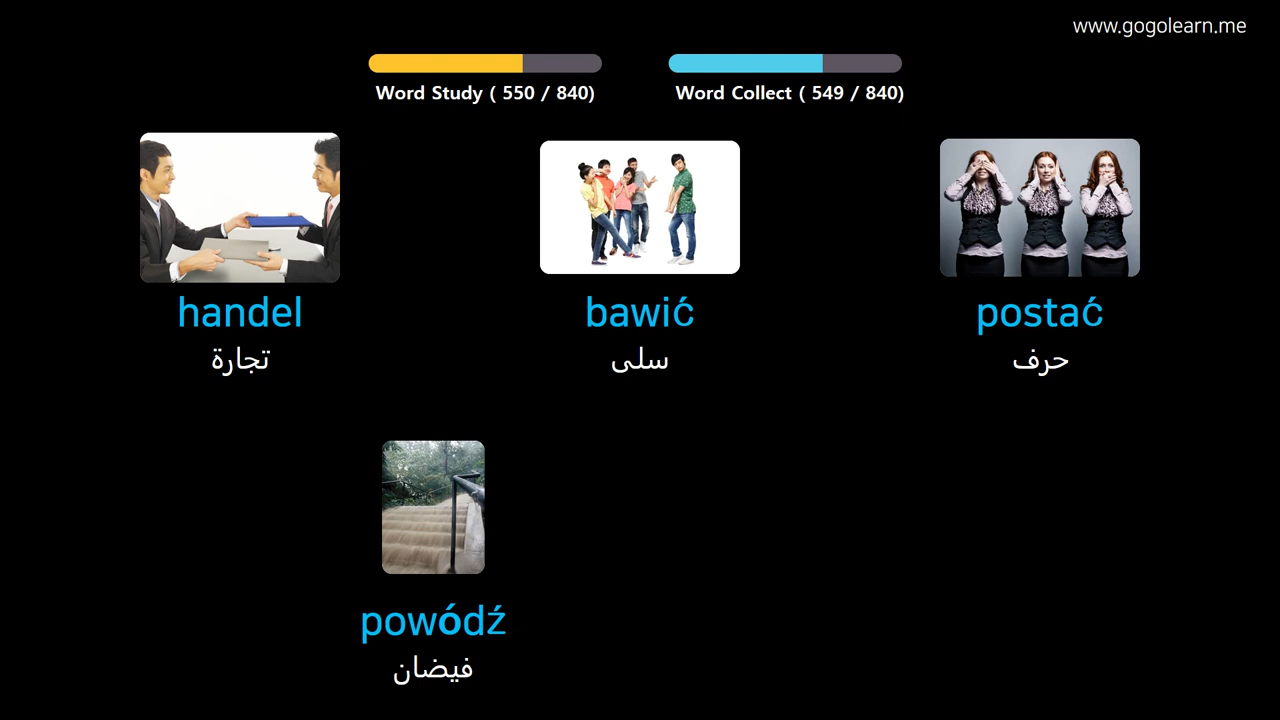 www.gogolearn.me
Word Study ( 550 / 840)
Word Collect ( 549 / 840)
handel
تجارة
bawić
سلى
postać
حرف
powódź
فيضان